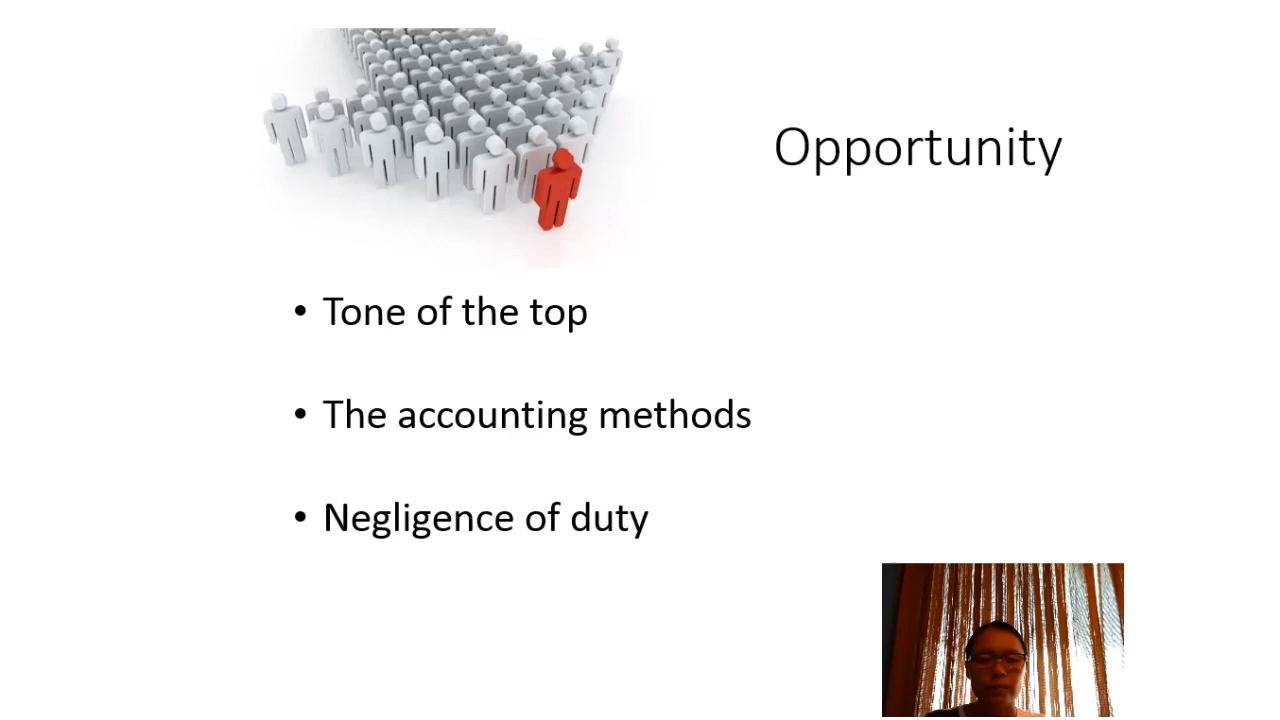 Opportunity
• Tone of the top
• The accounting methods
• Negligence of duty